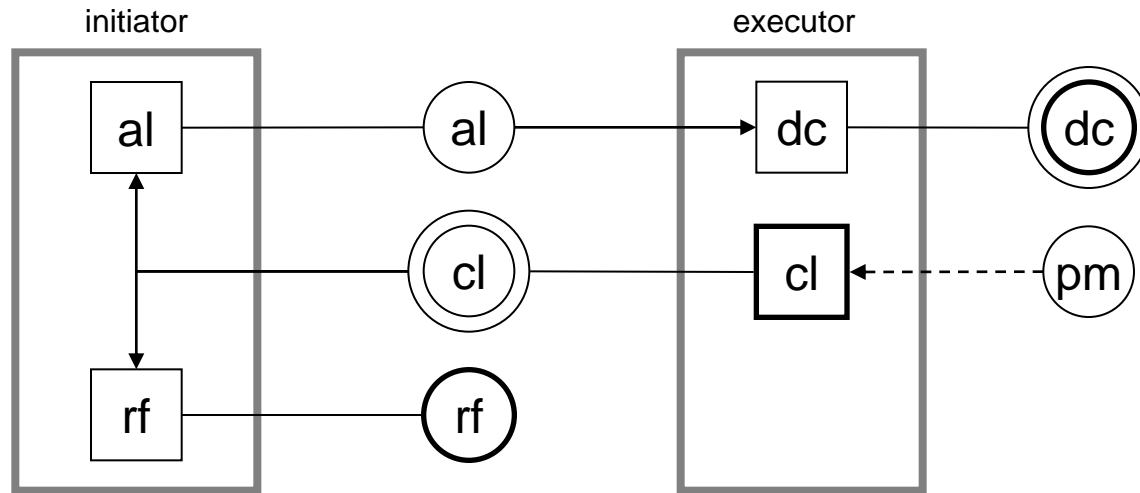 initiator
executor
al
al
dc
dc
cl
cl
pm
rf
rf